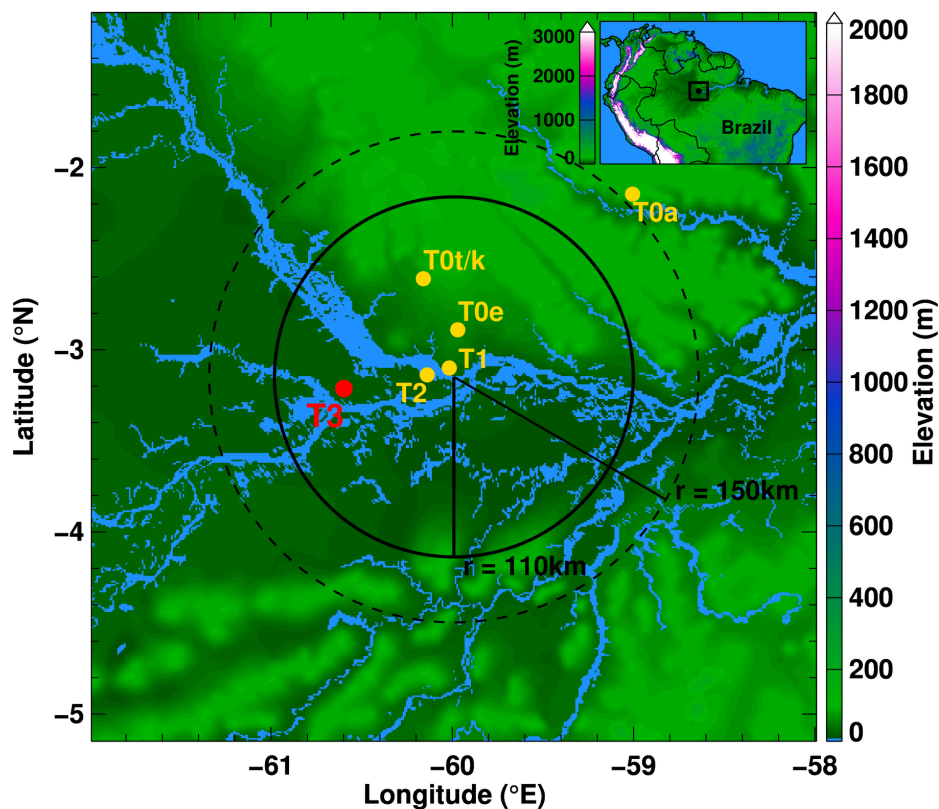 Elevation (m)
3000
2000
1000
0
Brazil
2000
1800
1600
1400
1200
1000
800
600
400
200
0
Elevation (m)
−2
−3
−4
−5
Latitude (°N)
T0a
T0t/k
T0e
T1
T2
T3
r = 150km
r = 110km
−61
−60
−59
−58
Longitude (°E)